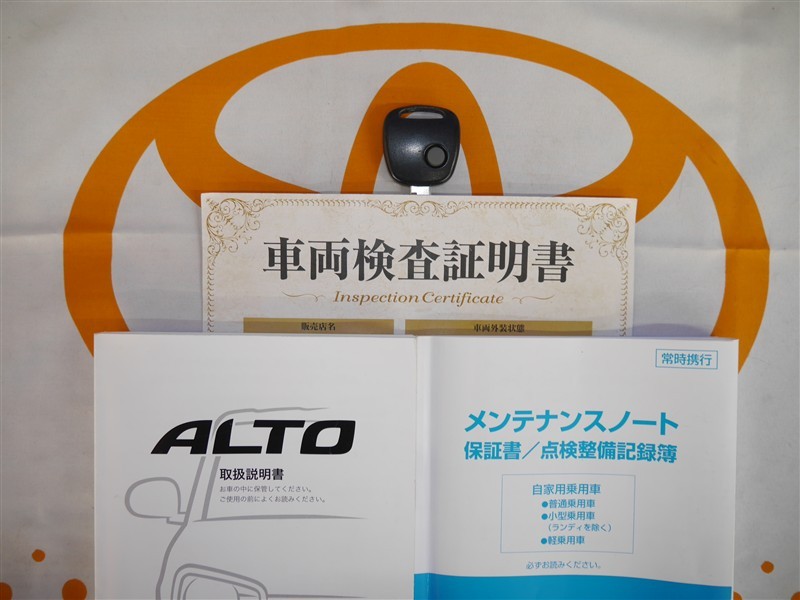 車両検査証明書
Inspection Certificate
販売店名
車両外装状態
ALTO
取扱説明書
お車の中に保管してください。
ご使用の前によくお読みください。
常時携行
メンテナンスノート
保証書／点検整備記録簿
自家用乗用車
●普通乗用車
●小型乗用車
(ランディを除く)
●軽乗用車
必ずお読みください。